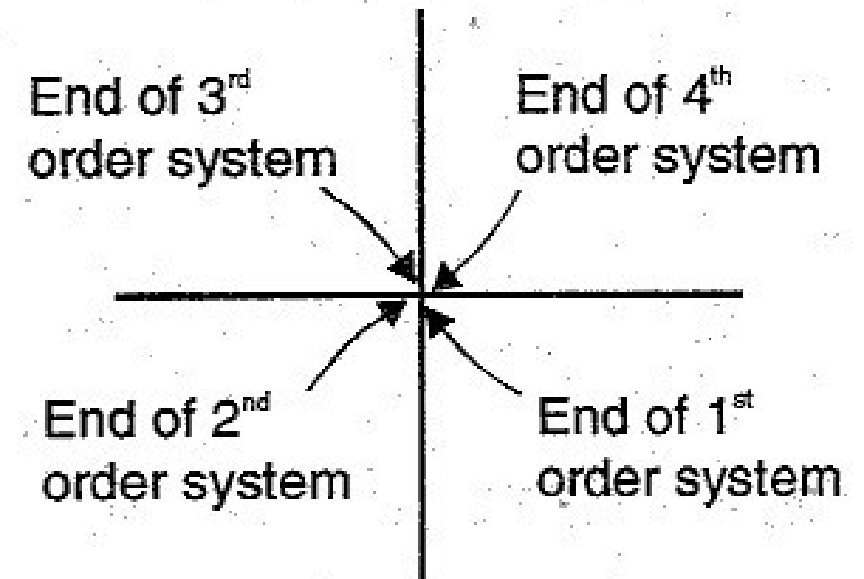 End of 3rd
order system
End of 4th
order system
End of 2nd
order system
End of 1st
order system